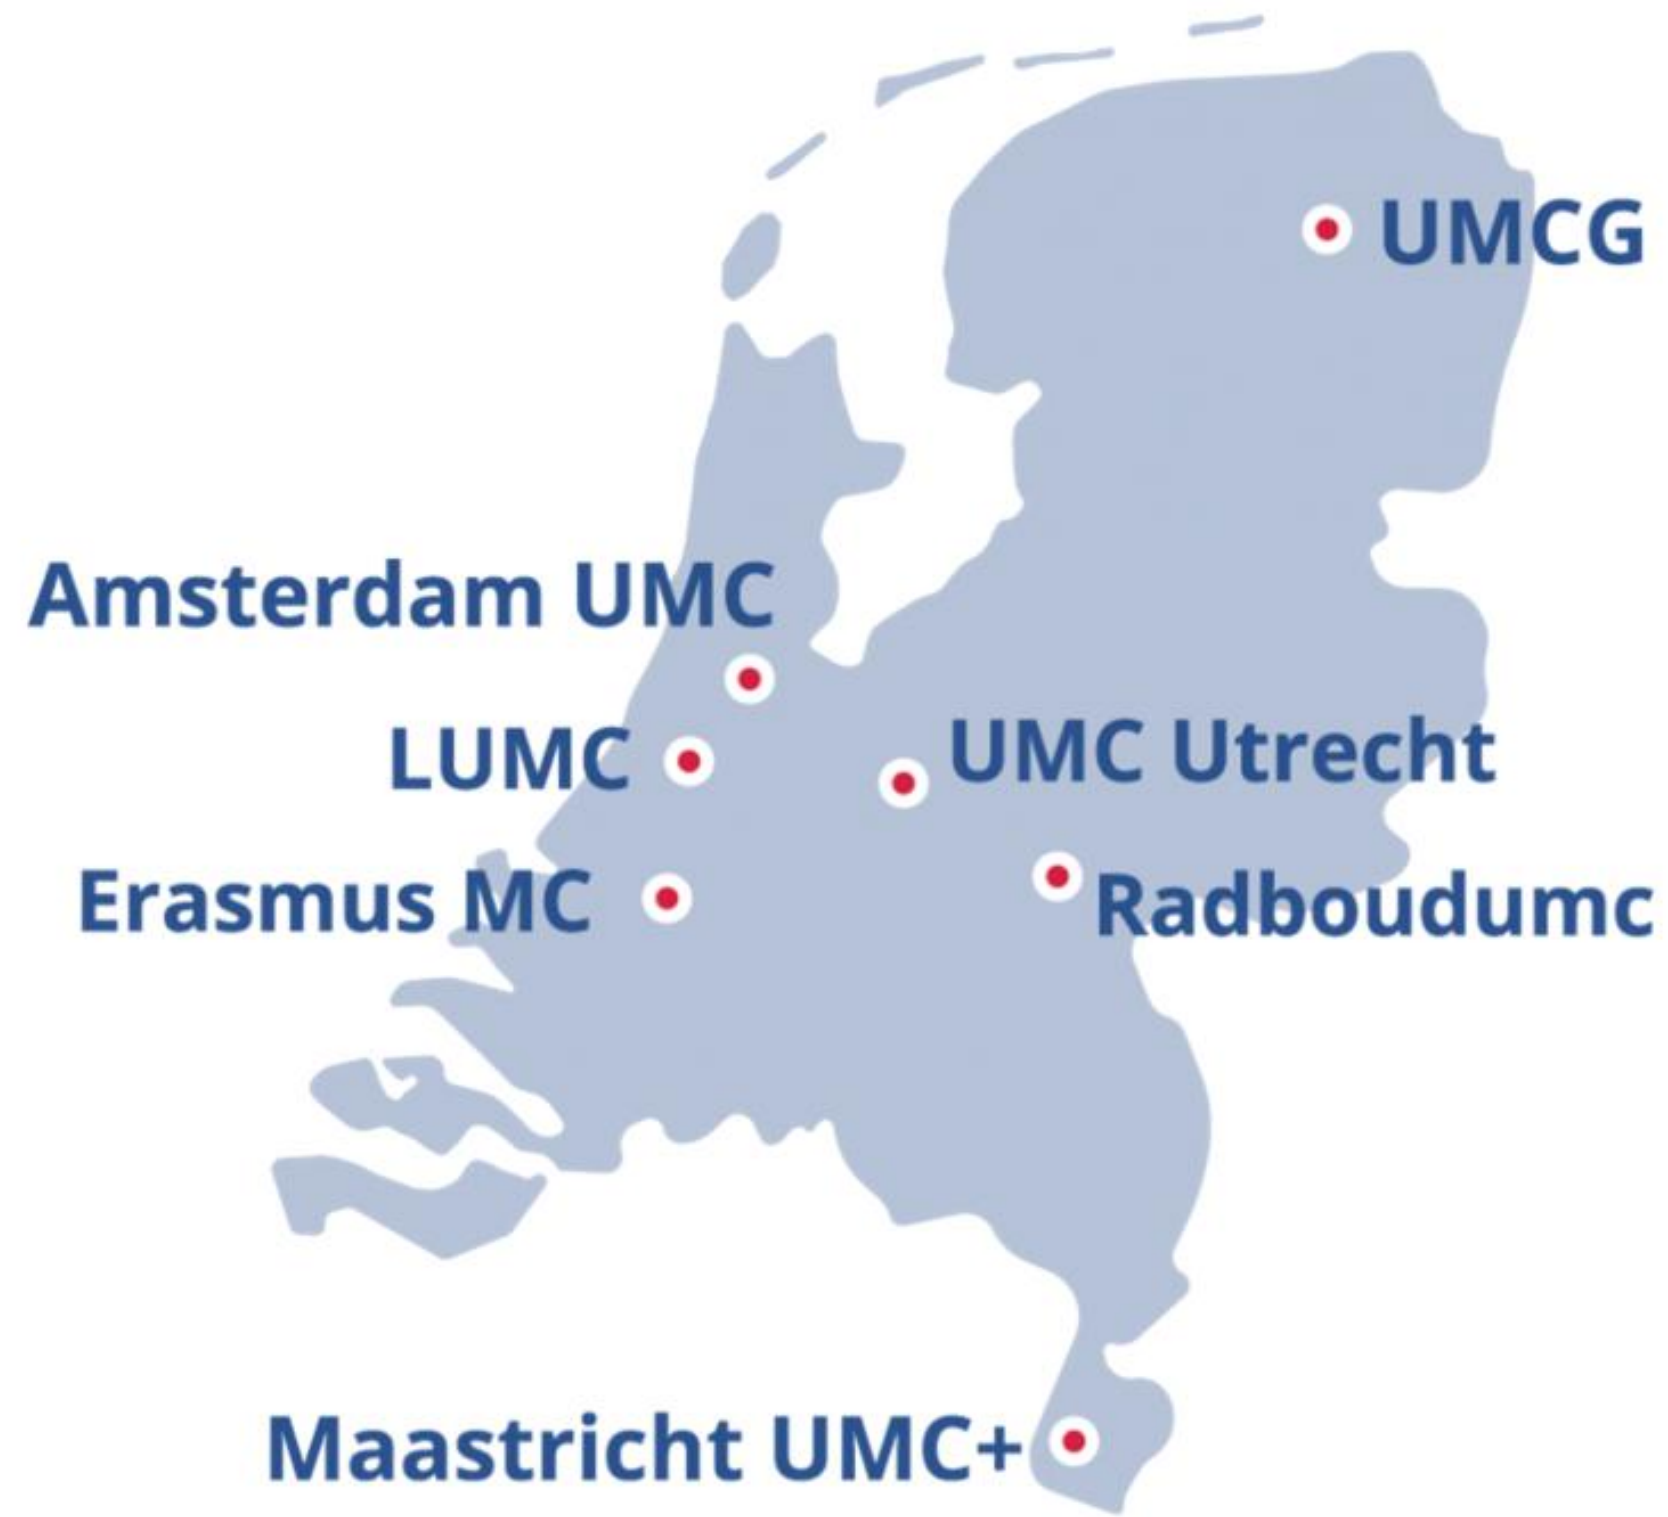 UMCG
Amsterdam UMC
LUMC
UMC Utrecht
Erasmus MC
Radboudumc
Maastricht UMC+